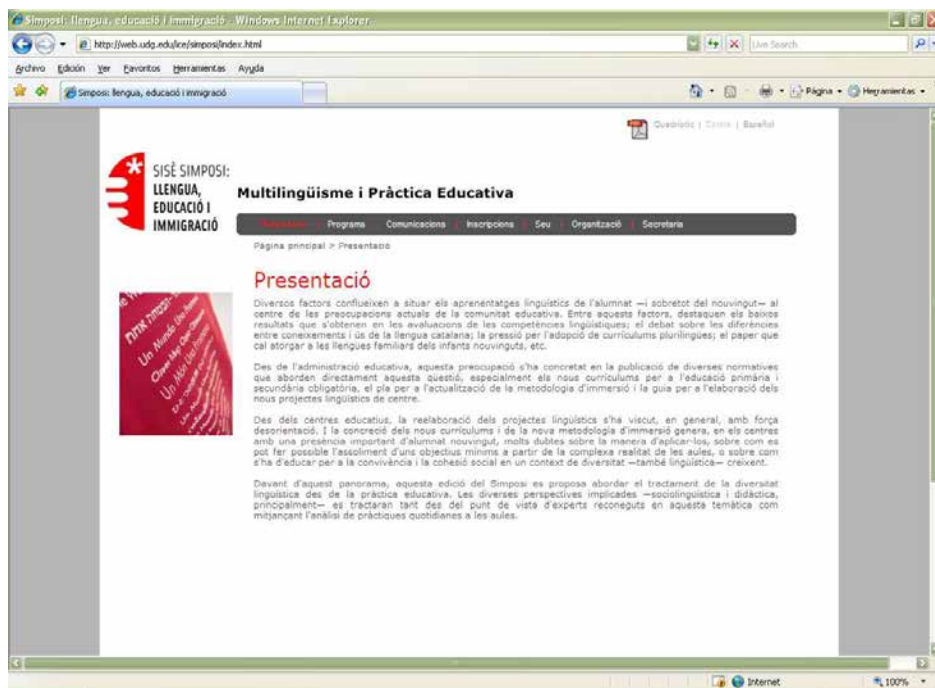 Simposi: llengua, educació i immigració - Windows Internet Explorer
http://web.udg.edu/ice/simposi/index.html
Live Search
Archivo Edición Ver Favoritos Herramientas Ayuda
Simposi: llengua, educació i immigració
Página
Herramientas
Quadríptic | | Español
SISÈ SIMPOSI:
LLENGUA,
EDUCACIÓ I
IMMIGRACIÓ
Multilingüisme i Pràctica Educativa
Programa Comunicacions Inscripcions Seu Organització Secretaria
Pàgina principal > Presentació
Presentació
Diversos factors conflueixen a situar els aprenentatges lingüístics de l'alumnat —i sobretot del nouvingut— al
centre de les preocupacions actuals de la comunitat educativa. Entre aquests factors, destaquen els baixos
resultats que s'obtenen en les avaluacions de les competències lingüístiques; el debat sobre les diferències
entre coneixements i ús de la llengua catalana; la pressió per l'adopció de currículums plurilingües; el paper que
cal atorgar a les llengües familiars dels infants nouvinguts, etc.
Des de l'administració educativa, aquesta preocupació s'ha concretat en la publicació de diverses normatives
que aborden directament aquesta qüestió, especialment els nous currículums per a l'educació primària i
secundària obligatòria, el pla per a l'actualització de la metodologia d'immersió i la guia per a l'elaboració dels
nous projectes lingüístics de centre.
Des dels centres educatius, la reelaboració dels projectes lingüístics s'ha viscut, en general, amb força
desorientació. I la concreció dels nous currículums i de la nova metodologia d'immersió genera, en els centres
amb una presència important d'alumnat nouvingut, molts dubtes sobre la manera d'aplicar-los, sobre com es
pot fer possible l'assoliment d'uns objectius mínims a partir de la complexa realitat de les aules, o sobre com
s'ha d'educar per a la convivència i la cohesió social en un context de diversitat —també lingüística— creixent.
Davant d'aquest panorama, aquesta edició del Simposi es proposa abordar el tractament de la diversitat
lingüística des de la pràctica educativa. Les diverses perspectives implicades —sociolingüística i didàctica,
principalment— es tractaran tant des del punt de vista d'experts reconeguts en aquesta temàtica com
mitjançant l'anàlisi de pràctiques quotidianes a les aules.
Un Mundo Una
Un Món Una
Internet
100%